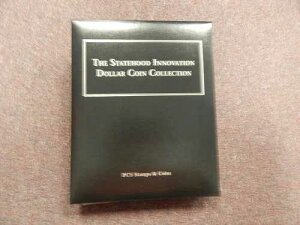 The Statehood Innovation
Dollar Coin Collection
PCS Stamps & Coins